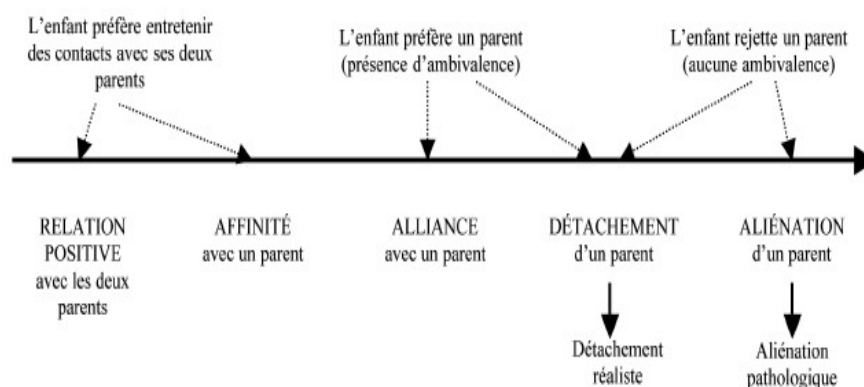 L’enfant préfère entretenir
des contacts avec ses deux
parents
L’enfant préfère un parent
(présence d’ambivalence)
L’enfant rejette un parent
(aucune ambivalence)
RELATION
POSITIVE
avec les deux
parents
AFFINITÉ
avec un parent
ALLIANCE
avec un parent
DÉTACHEMENT
d’un parent
ALIÉNATION
d’un parent
Détachement
réaliste
Aliénation
pathologique